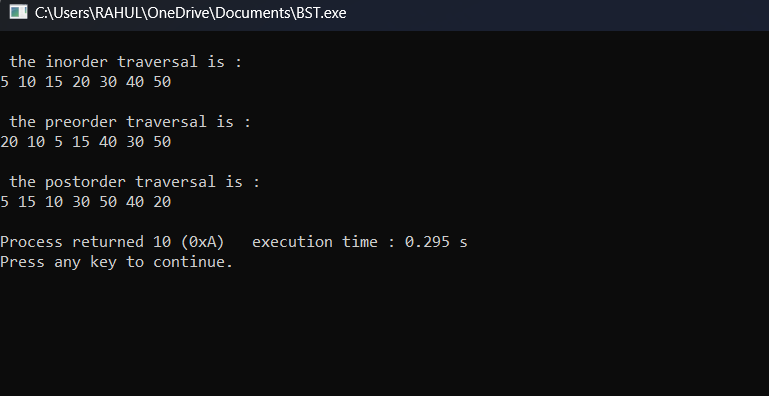 C:\Users\RAHUL\OneDrive\Documents\BST.exe
the inorder traversal is :
5 10 15 20 30 40 50
the preorder traversal is :
20 10 5 15 40 30 50
the postorder traversal is :
5 15 10 30 50 40 20
Process returned 10 (0xA)   execution time : 0.295 s
Press any key to continue.